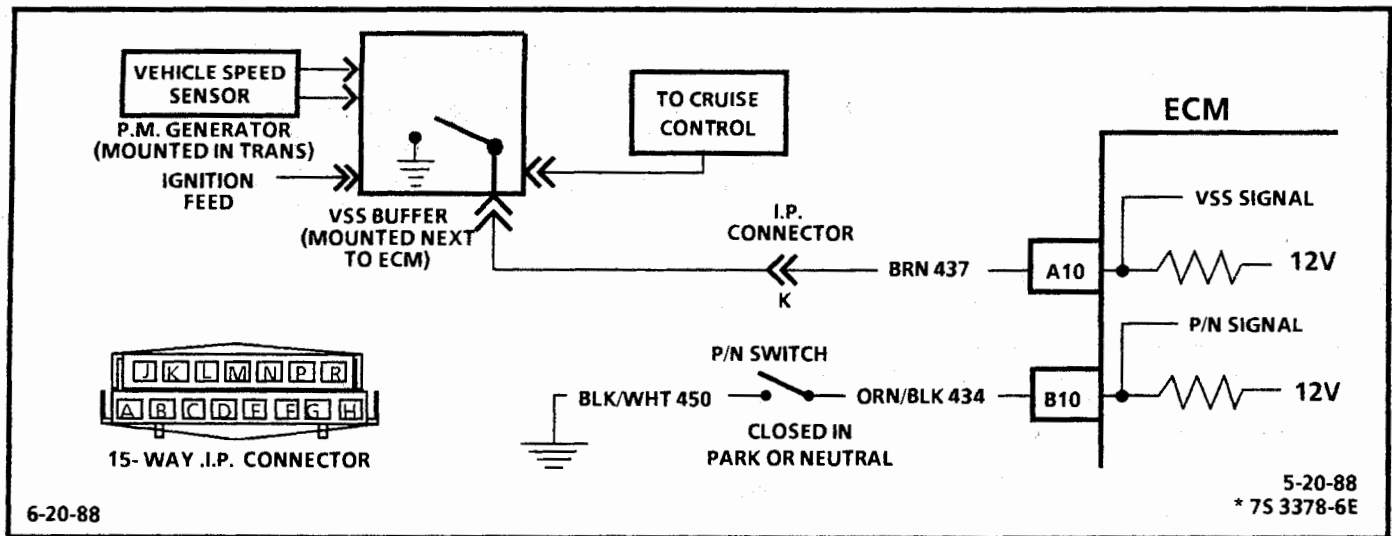 VEHICLE SPEED
SENSOR
P.M. GENERATOR
(MOUNTED IN TRANS)
IGNITION
FEED
VSS BUFFER
(MOUNTED NEXT
TO ECM)
TO CRUISE
CONTROL
I.P.
CONNECTOR
K
BRN 437
ECM
A10
VSS SIGNAL
12V
P/N SIGNAL
B10
12V
P/N SWITCH
BLK/WHT 450
ORN/BLK 434
CLOSED IN
PARK OR NEUTRAL
J K L M N P R
A B C D E F G H
15- WAY .I.P. CONNECTOR
6-20-88
5-20-88
* 7S 3378-6E